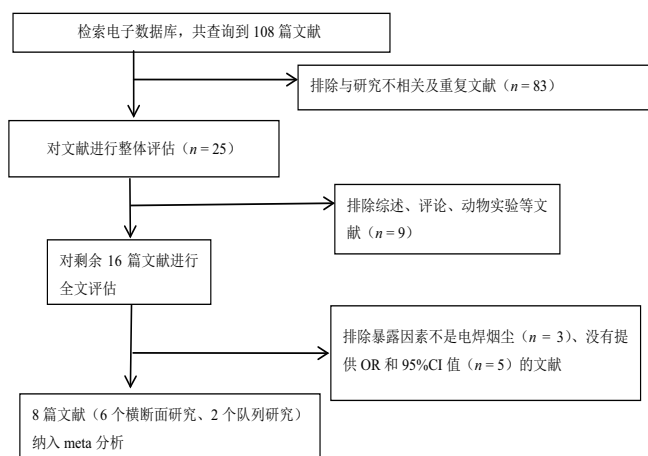 检索电子数据库，共查询到 108 篇文献
排除与研究不相关及重复文献（n = 83）
对文献进行整体评估（n = 25）
排除综述、评论、动物实验等文
献（n = 9）
对剩余 16 篇文献进行
全文评估
排除暴露因素不是电焊烟尘（n = 3）、没有提
供 OR 和 95%CI 值（n = 5）的文献
8 篇文献（6 个横断面研究、2 个队列研究）
纳入 meta 分析